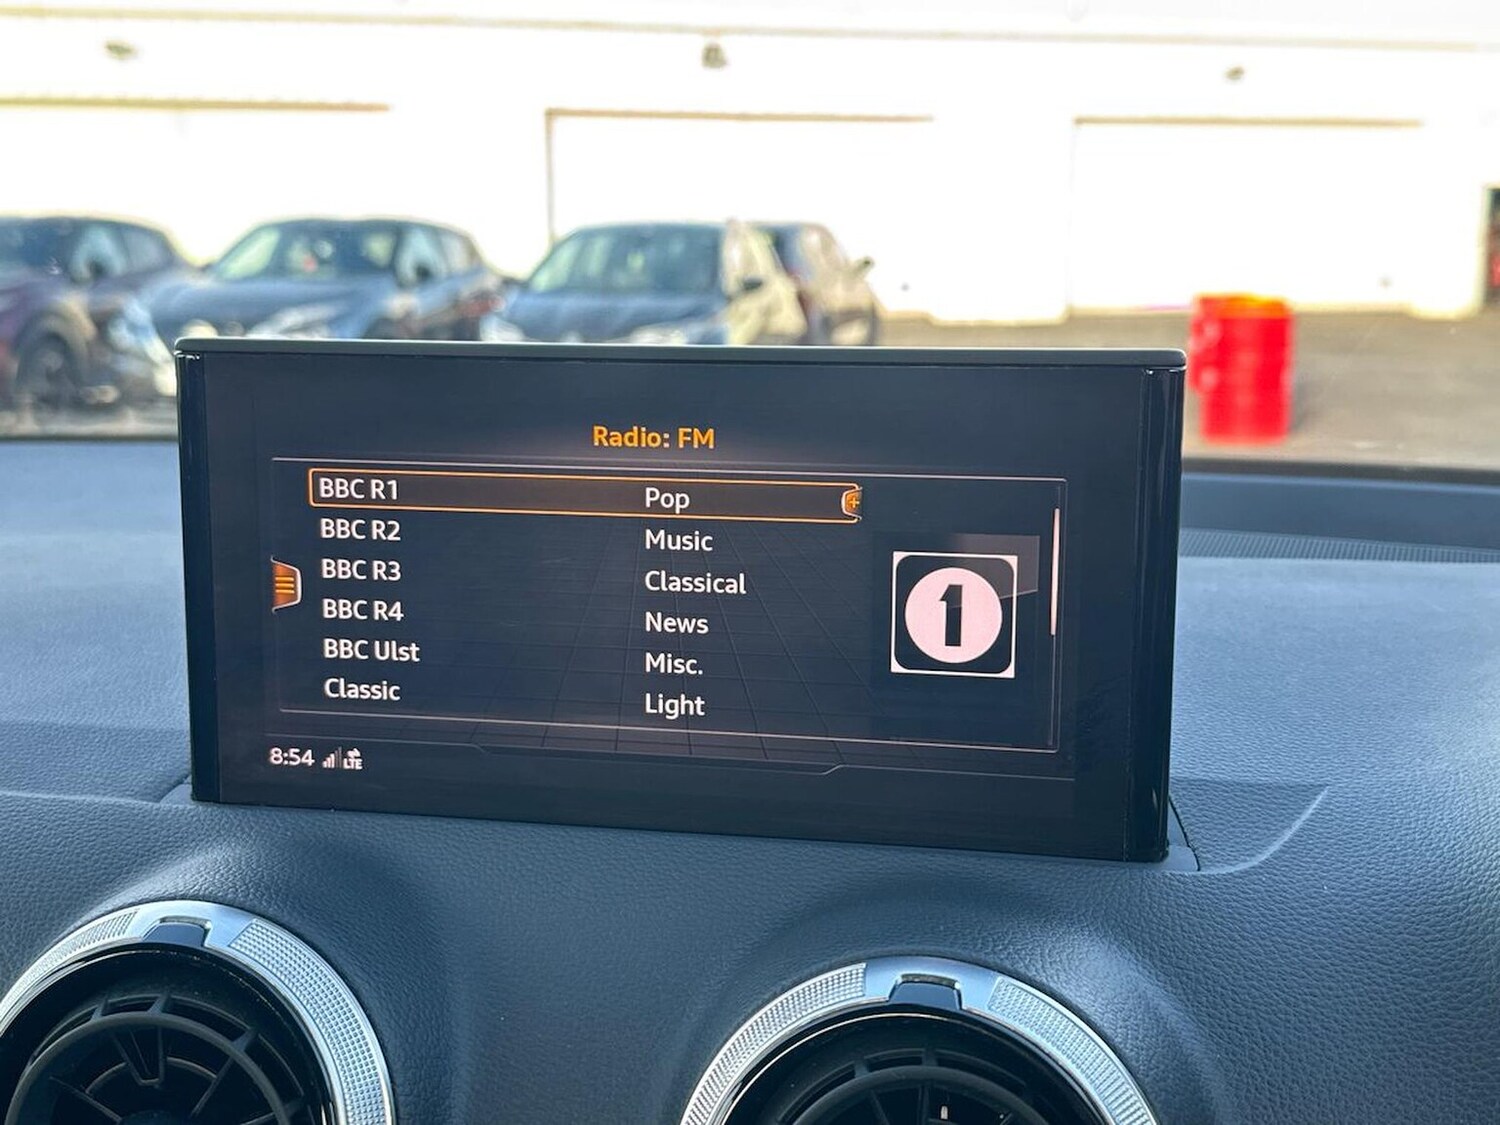 Radio: FM
BBC R1 Pop
BBC R2 Music
BBC R3 Classical
BBC R4 News
BBC Ulst Misc.
Classic Light
1
8:54 LTE